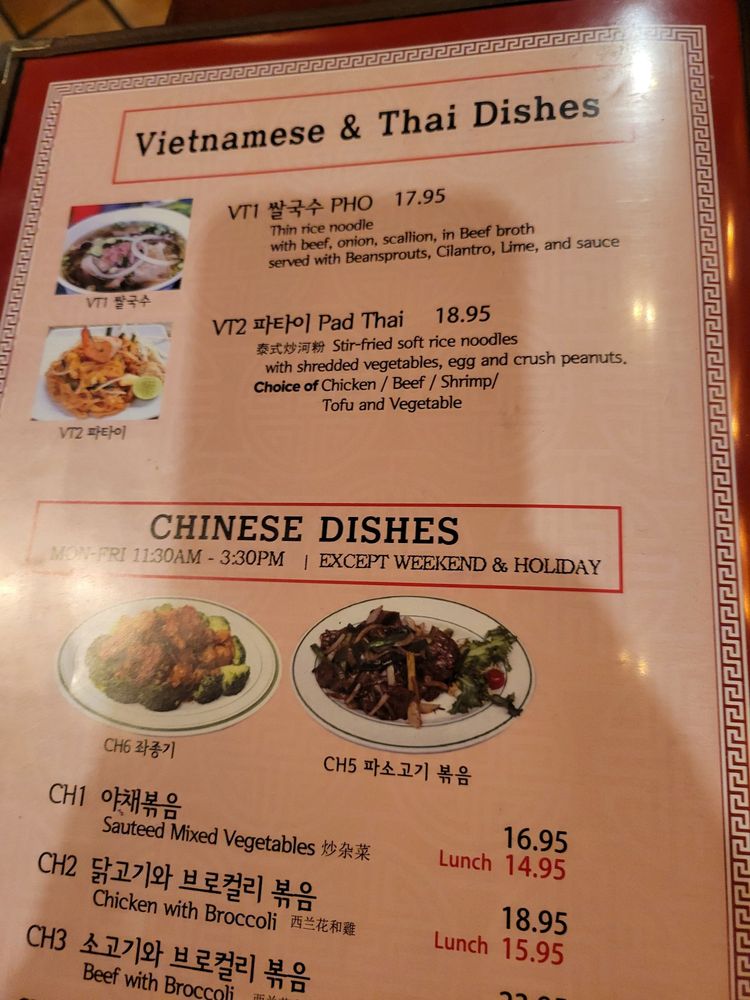 Vietnamese & Thai Dishes
VT1 쌀국수 PHO 17.95
Thin rice noodle
with beef, onion, scallion, in Beef broth
served with Beansprouts, Cilantro, Lime, and sauce
VT1 쌀국수
VT2 파타이 Pad Thai 18.95
泰式炒河粉 Stir-fried soft rice noodles
with shredded vegetables, egg and crush peanuts.
Choice of Chicken / Beef / Shrimp/
Tofu and Vegetable
VT2 파타이
CHINESE DISHES
MON-FRI 11:30AM - 3:30PM | EXCEPT WEEKEND & HOLIDAY
CH6 좌종기
CH5 파소고기 볶음
CH1 야채볶음
Sauteed Mixed Vegetables 炒杂菜
16.95
Lunch 14.95
CH2 닭고기와 브로컬리 볶음
Chicken with Broccoli 西兰花和雞
18.95
Lunch 15.95
CH3 소고기와 브로컬리 볶음
Beef with Broccoli